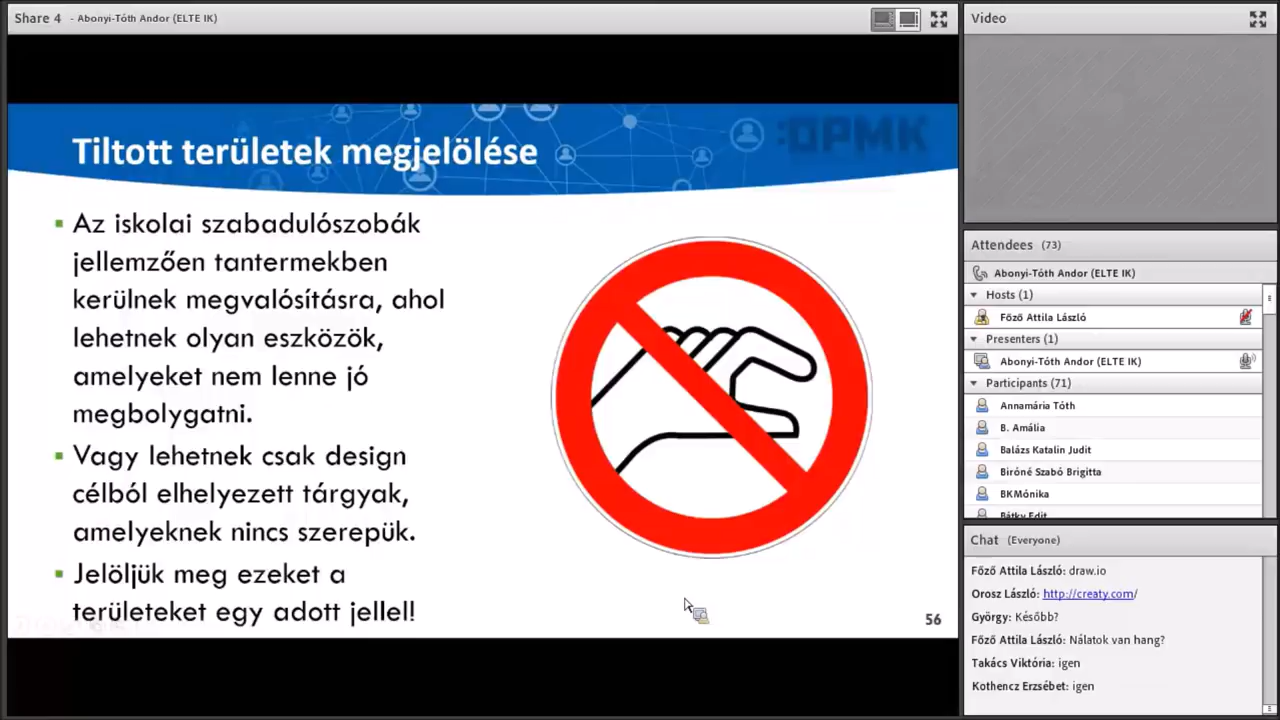 Share 4 - Abonyi-Tóth Andor (ELTE IK)
Tiltott területek megjelölése
:OPMK
Az iskolai szabadulószobák
jellemzően tantermekben
kerülnek megvalósításra, ahol
lehetnek olyan eszközök,
amelyeket nem lenne jó
megbolygatni.
Vagy lehetnek csak design
célból elhelyezett tárgyak,
amelyeknek nincs szerepük.
Jelöljük meg ezeket a
területeket egy adott jellel!
56
Video
Attendees (73)
Abonyi-Tóth Andor (ELTE IK)
Hosts (1)
Főző Attila László
Presenters (1)
Abonyi-Tóth Andor (ELTE IK)
Participants (71)
Annamária Tóth
B. Amália
Balázs Katalin Judit
Biróné Szabó Brigitta
BKMónika
Bátky Edit
Chat (Everyone)
Főző Attila László: draw.io
Orosz László: http://creaty.com/
György: Később?
Főző Attila László: Nálatok van hang?
Takács Viktória: igen
Kothencz Erzsébet: igen